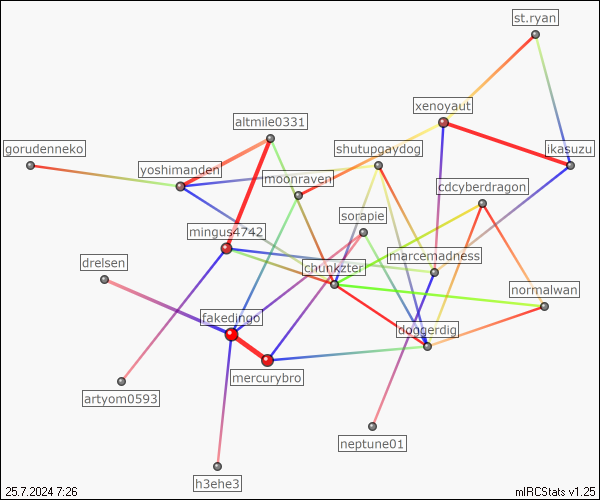 st.ryan
xenoyaut
altmile0331
gorudenneko
shutupgaydog
ikasuzu
yoshimanden
moonraven
cdcyberdragon
sorapie
mingus4742
marcemadness
drelsen
chunkzter
normalwan
fakedingo
doggerdig
mercurybro
artyom0593
neptune01
h3ehe3
25.7.2024 7:26
mIRCStats v1.25